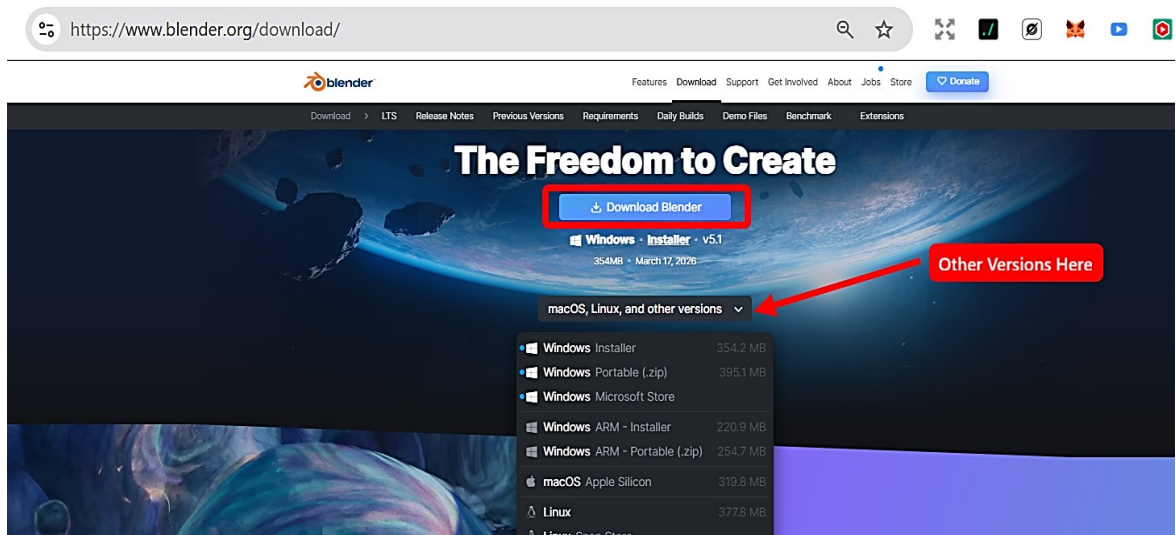 https://www.blender.org/download/
blender
Features Download Support Get Involved About Jobs Store Donate
Download > LTS Release Notes Previous Versions Requirements Daily Builds Demo Files Benchmark Extensions
The Freedom to Create
Download Blender
Windows · Installer · v5.1
354MB · March 17, 2026
Other Versions Here
macOS, Linux, and other versions
Windows Installer 354.2 MB
Windows Portable (.zip) 395.1 MB
Windows Microsoft Store
Windows ARM - Installer 220.9 MB
Windows ARM - Portable (.zip) 254.7 MB
macOS Apple Silicon 319.8 MB
Linux 377.8 MB
Linux Snap Store